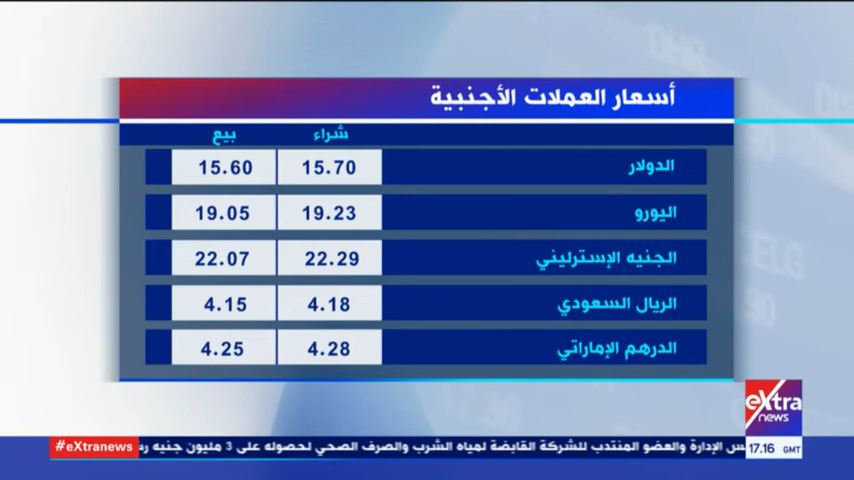 أسعار العملات الأجنبية
شراء بيع
الدولار 15.70 15.60
اليورو 19.23 19.05
الجنيه الإسترليني 22.29 22.07
الريال السعودي 4.18 4.15
الدرهم الإماراتي 4.28 4.25
eXtra
news
17.16 GMT
#eXtranews
الإدارة والعضو المنتدب للشركة القابضة لمياه الشرب والصرف الصحي لحصوله على 3 مليون جنيه